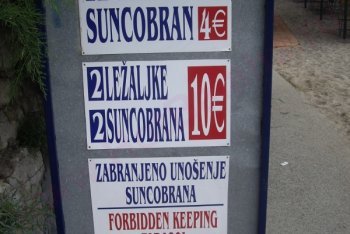 SUNCOBRAN 4€
2 LEŽALJKE
2 SUNCOBRANA 10€
ZABRANJENO UNOŠENJE
SUNCOBRANA
FORBIDDEN KEEPING